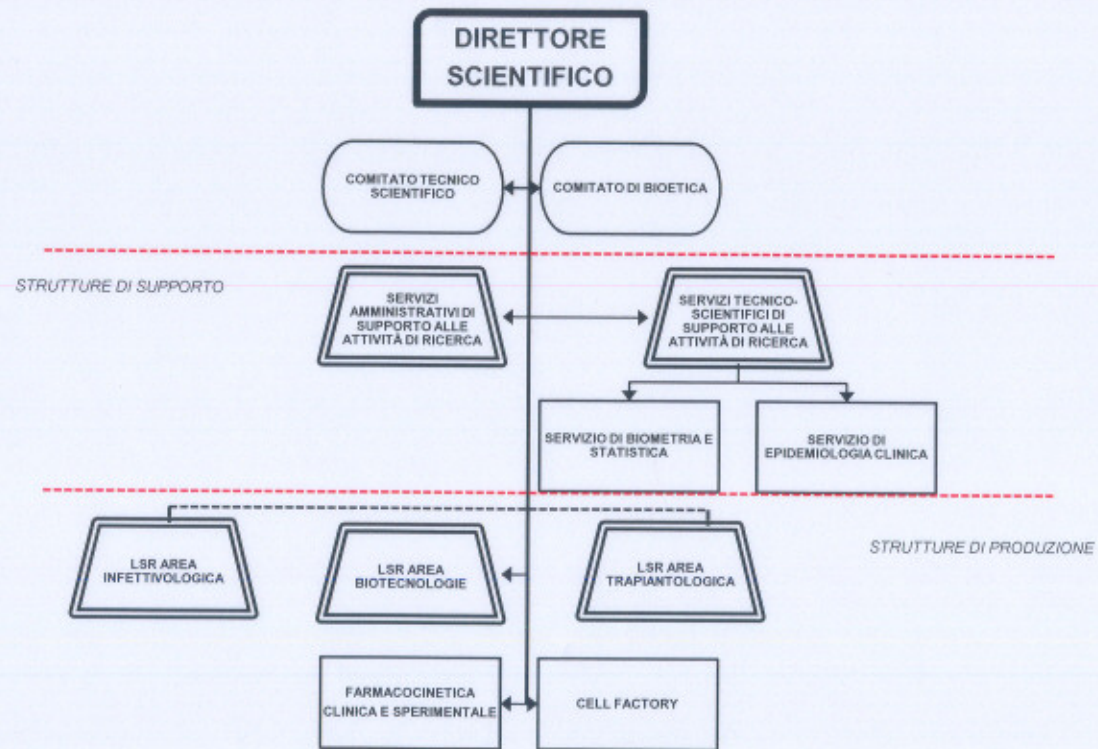 DIRETTORE
SCIENTIFICO
COMITATO TECNICO
SCIENTIFICO
COMITATO DI BIOETICA
STRUTTURE DI SUPPORTO
SERVIZI
AMMINISTRATIVI DI
SUPPORTO ALLE
ATTIVITÀ DI RICERCA
SERVIZI TECNICO-
SCIENTIFICI DI
SUPPORTO ALLE
ATTIVITÀ DI RICERCA
SERVIZIO DI BIOMETRIA E
STATISTICA
SERVIZIO DI
EPIDEMIOLOGIA CLINICA
STRUTTURE DI PRODUZIONE
LSR AREA
INFETTIVOLOGICA
LSR AREA
BIOTECNOLOGIE
LSR AREA
TRAPIANTOLOGICA
FARMACOCINETICA
CLINICA E SPERIMENTALE
CELL FACTORY